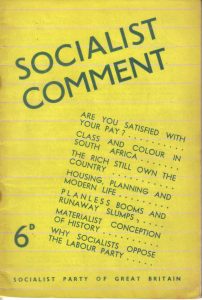 SOCIALIST
COMMENT
ARE YOU SATISFIED WITH
YOUR PAY? . . . . . . . . . .
CLASS AND COLOUR IN
SOUTH AFRICA . . . . . . .
THE RICH STILL OWN THE
COUNTRY . . . . . . . . . . .
HOUSING, PLANNING AND
MODERN LIFE . . . . . . . .
PLANLESS BOOMS AND
RUNAWAY SLUMPS, . . . .
MATERIALIST CONCEPTION
OF HISTORY . . . . . . . . .
WHY SOCIALISTS OPPOSE
THE LABOUR PARTY . . . .
6D
SOCIALIST PARTY OF GREAT BRITAIN